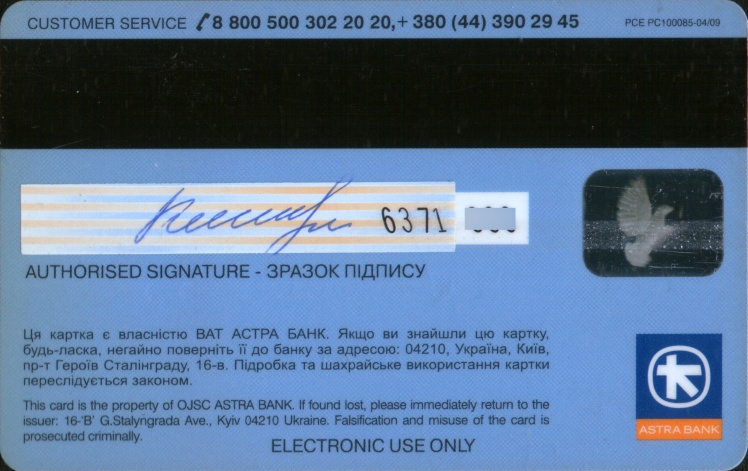 CUSTOMER SERVICE 8 800 500 302 20 20,+ 380 (44) 390 29 45
PCE PC100085-04/09
6371
AUTHORISED SIGNATURE - ЗРАЗОК ПІДПИСУ
Ця картка є власністю ВАТ АСТРА БАНК. Якщо ви знайшли цю картку,
будь-ласка, негайно поверніть її до банку за адресою: 04210, Україна, Київ,
пр-т Героїв Сталінграду, 16-в. Підробка та шахрайське використання картки
переслідується законом.
This card is the property of OJSC ASTRA BANK. If found lost, please immediately return to the
issuer: 16-'B' G.Stalyngrada Ave., Kyiv 04210 Ukraine. Falsification and misuse of the card is
prosecuted criminally.
ELECTRONIC USE ONLY
ASTRA BANK